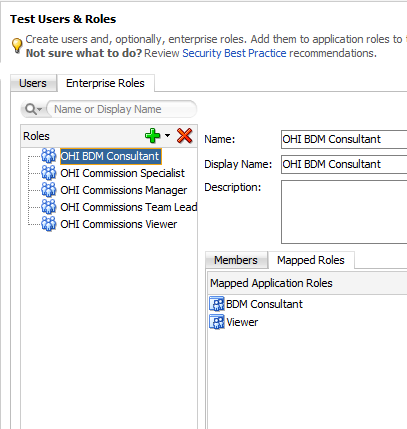 Test Users & Roles
Create users and, optionally, enterprise roles. Add them to application roles to
Not sure what to do? Review Security Best Practice recommendations.
Users
Enterprise Roles
Name or Display Name
Roles
OHI BDM Consultant
OHI Commission Specialist
OHI Commissions Manager
OHI Commissions Team Lead
OHI Commissions Viewer
Name: OHI BDM Consultant
Display Name: OHI BDM Consultant
Description:
Members
Mapped Roles
Mapped Application Roles
BDM Consultant
Viewer